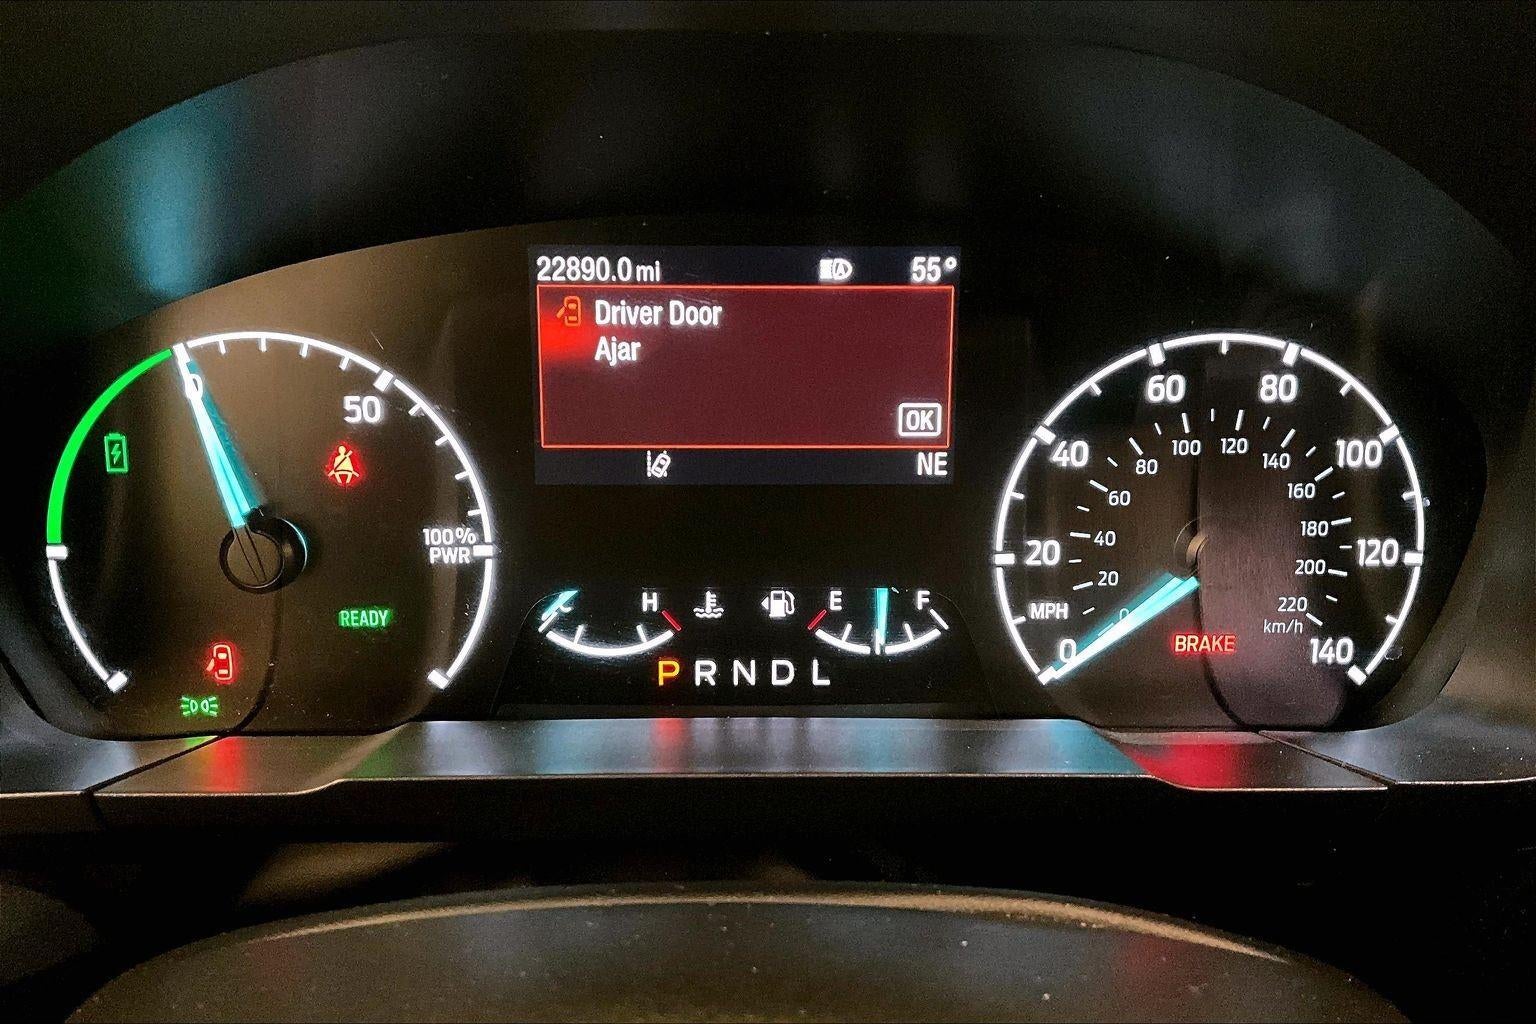 22890.0 mi 55°
Driver Door
Ajar
OK
NE
0
50
100%
PWR
READY
H
E F
P R N D L
0 20 40 60 80 100 120 140
MPH
0 20 40 60 80 100 120 140 160 180 200 220
km/h
BRAKE